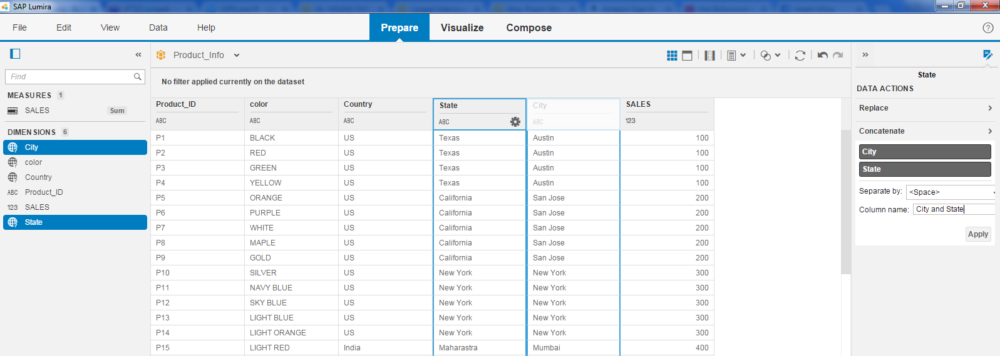 SAP Lumira
File Edit View Data Help Prepare Visualize Compose
Product_Info
Find
MEASURES 1
SALES Sum
DIMENSIONS 6
City
color
Country
ABC Product_ID
123 SALES
State
No filter applied currently on the dataset
Product_ID color Country State City SALES
ABC ABC ABC ABC ABC 123
P1 BLACK US Texas Austin 100
P2 RED US Texas Austin 100
P3 GREEN US Texas Austin 100
P4 YELLOW US Texas Austin 100
P5 ORANGE US California San Jose 200
P6 PURPLE US California San Jose 200
P7 WHITE US California San Jose 200
P8 MAPLE US California San Jose 200
P9 GOLD US California San Jose 200
P10 SILVER US New York New York 300
P11 NAVY BLUE US New York New York 300
P12 SKY BLUE US New York New York 300
P13 LIGHT BLUE US New York New York 300
P14 LIGHT ORANGE US New York New York 300
P15 LIGHT RED India Maharastra Mumbai 400
State
DATA ACTIONS
Replace
Concatenate
City
State
Separate by: <Space>
Column name: City and State
Apply